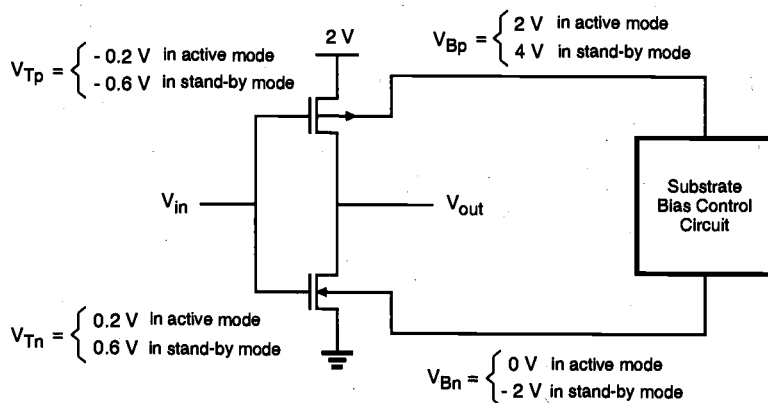 2 V
V_Tp = { - 0.2 V in active mode
- 0.6 V in stand-by mode
V_Bp = { 2 V in active mode
4 V in stand-by mode
V_in
V_out
Substrate
Bias Control
Circuit
V_Tn = { 0.2 V in active mode
0.6 V in stand-by mode
V_Bn = { 0 V in active mode
- 2 V in stand-by mode